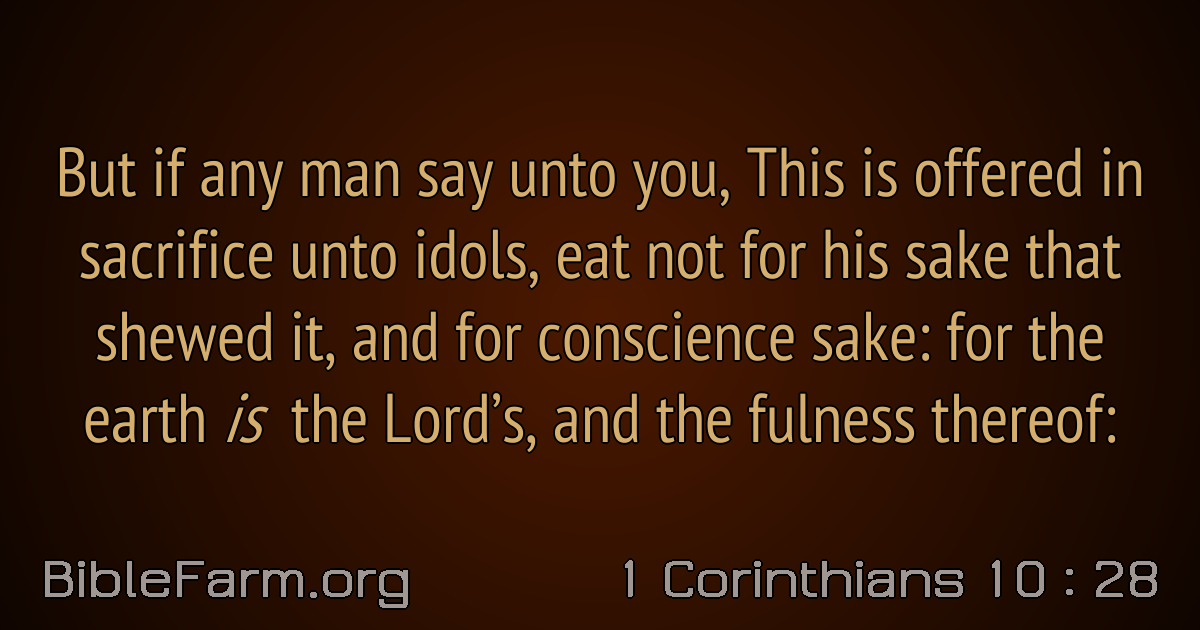 But if any man say unto you, This is offered in
sacrifice unto idols, eat not for his sake that
shewed it, and for conscience sake: for the
earth is the Lord’s, and the fulness thereof:
BibleFarm.org
1 Corinthians 10 : 28